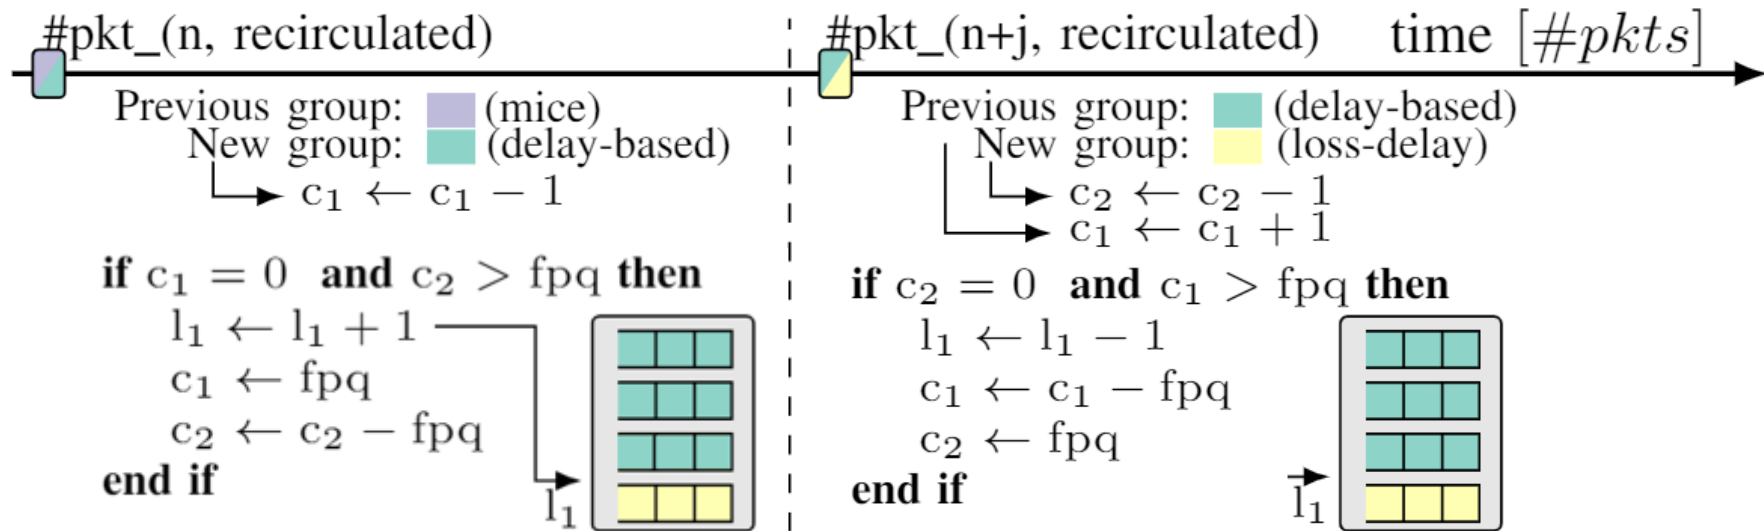 #pkt_(n, recirculated)
Previous group: (mice)
New group: (delay-based)
c₁ ← c₁ − 1
if c₁ = 0 and c₂ > fpq then
l₁ ← l₁ + 1
c₁ ← fpq
c₂ ← c₂ − fpq
end if
l₁
#pkt_(n+j, recirculated)
time [#pkts]
Previous group: (delay-based)
New group: (loss-delay)
c₂ ← c₂ − 1
c₁ ← c₁ + 1
if c₂ = 0 and c₁ > fpq then
l₁ ← l₁ − 1
c₁ ← c₁ − fpq
c₂ ← fpq
end if
l₁